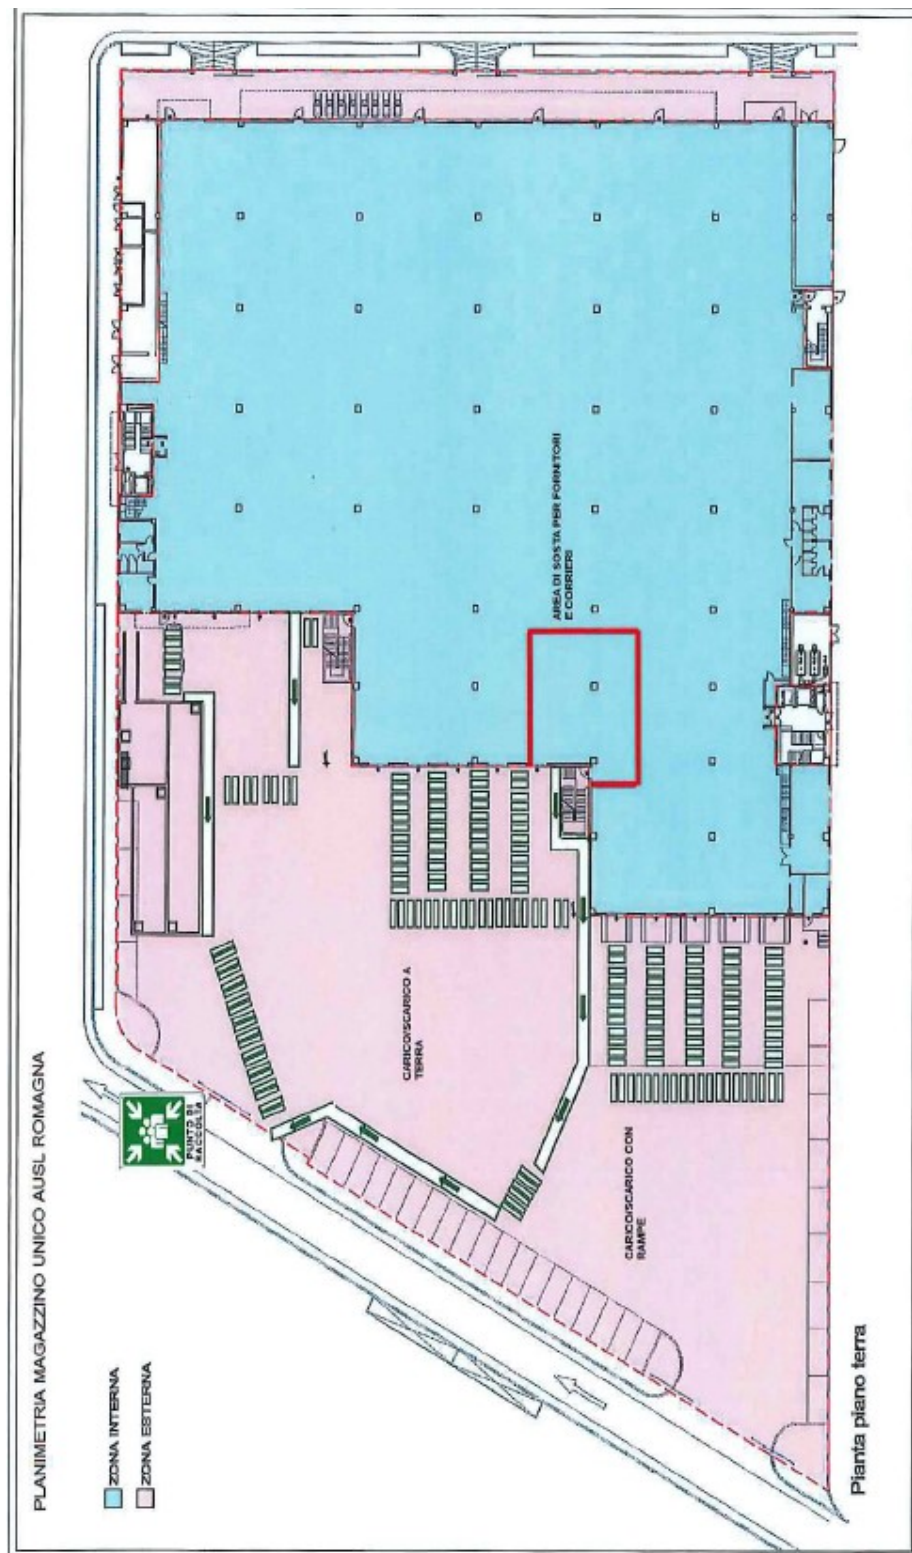 PLANIMETRIA MAGAZZINO UNICO AUSL ROMAGNA
ZONA INTERNA
ZONA ESTERNA
PUNTO DI
RACCOLTA
CARICO/SCARICO A
TERRA
CARICO/SCARICO CON
RAMPE
AREA DI SOSTA PER FORNITORI
E CORRIERI
Pianta piano terra